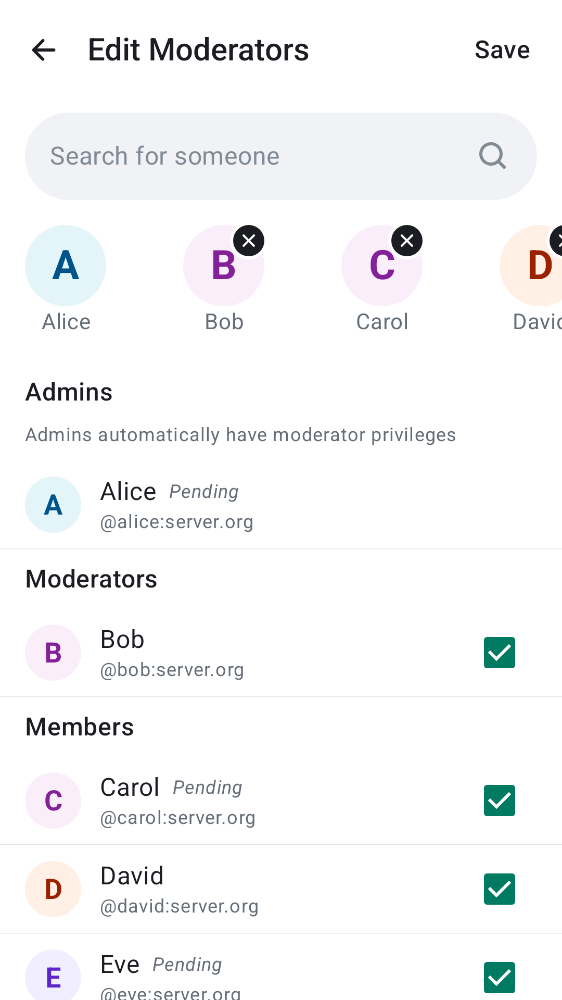 Edit Moderators Save
Search for someone
A B C D
Alice Bob Carol David
Admins
Admins automatically have moderator privileges
A Alice Pending
@alice:server.org
Moderators
B Bob
@bob:server.org
Members
C Carol Pending
@carol:server.org
D David
@david:server.org
E Eve Pending
@eve:server.org